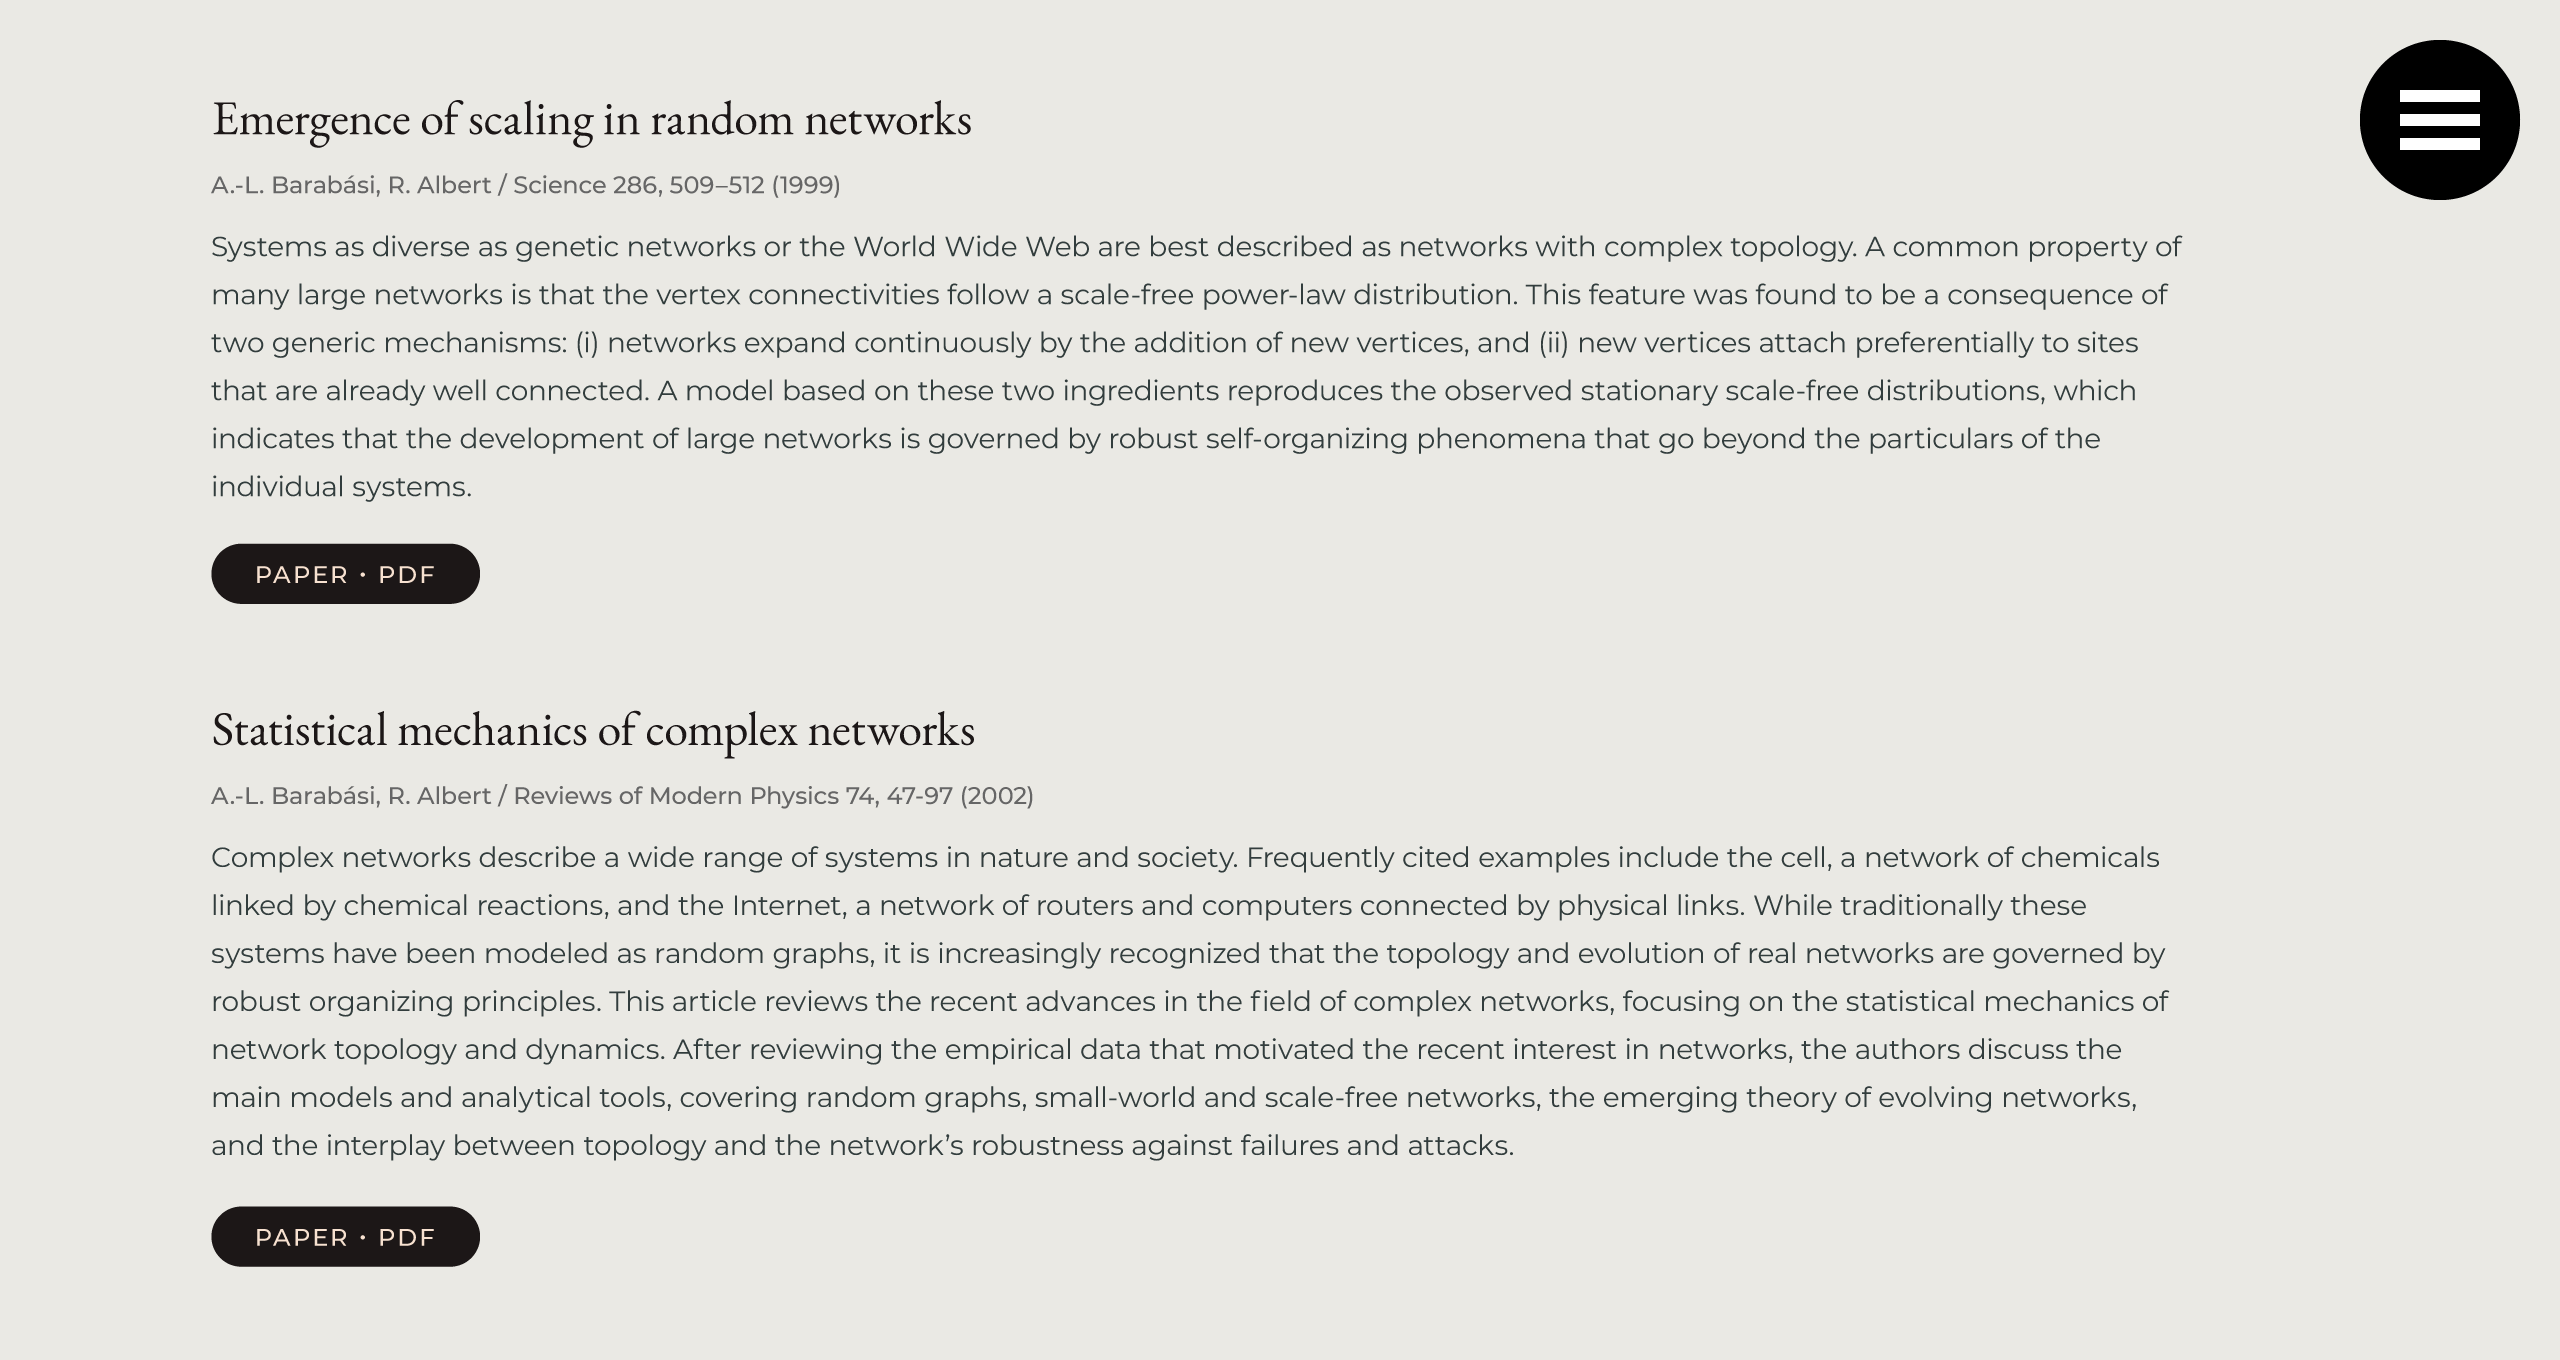 Emergence of scaling in random networks
A.-L. Barabási, R. Albert / Science 286, 509–512 (1999)
Systems as diverse as genetic networks or the World Wide Web are best described as networks with complex topology. A common property of
many large networks is that the vertex connectivities follow a scale-free power-law distribution. This feature was found to be a consequence of
two generic mechanisms: (i) networks expand continuously by the addition of new vertices, and (ii) new vertices attach preferentially to sites
that are already well connected. A model based on these two ingredients reproduces the observed stationary scale-free distributions, which
indicates that the development of large networks is governed by robust self-organizing phenomena that go beyond the particulars of the
individual systems.
PAPER • PDF
Statistical mechanics of complex networks
A.-L. Barabási, R. Albert / Reviews of Modern Physics 74, 47-97 (2002)
Complex networks describe a wide range of systems in nature and society. Frequently cited examples include the cell, a network of chemicals
linked by chemical reactions, and the Internet, a network of routers and computers connected by physical links. While traditionally these
systems have been modeled as random graphs, it is increasingly recognized that the topology and evolution of real networks are governed by
robust organizing principles. This article reviews the recent advances in the field of complex networks, focusing on the statistical mechanics of
network topology and dynamics. After reviewing the empirical data that motivated the recent interest in networks, the authors discuss the
main models and analytical tools, covering random graphs, small-world and scale-free networks, the emerging theory of evolving networks,
and the interplay between topology and the network’s robustness against failures and attacks.
PAPER • PDF